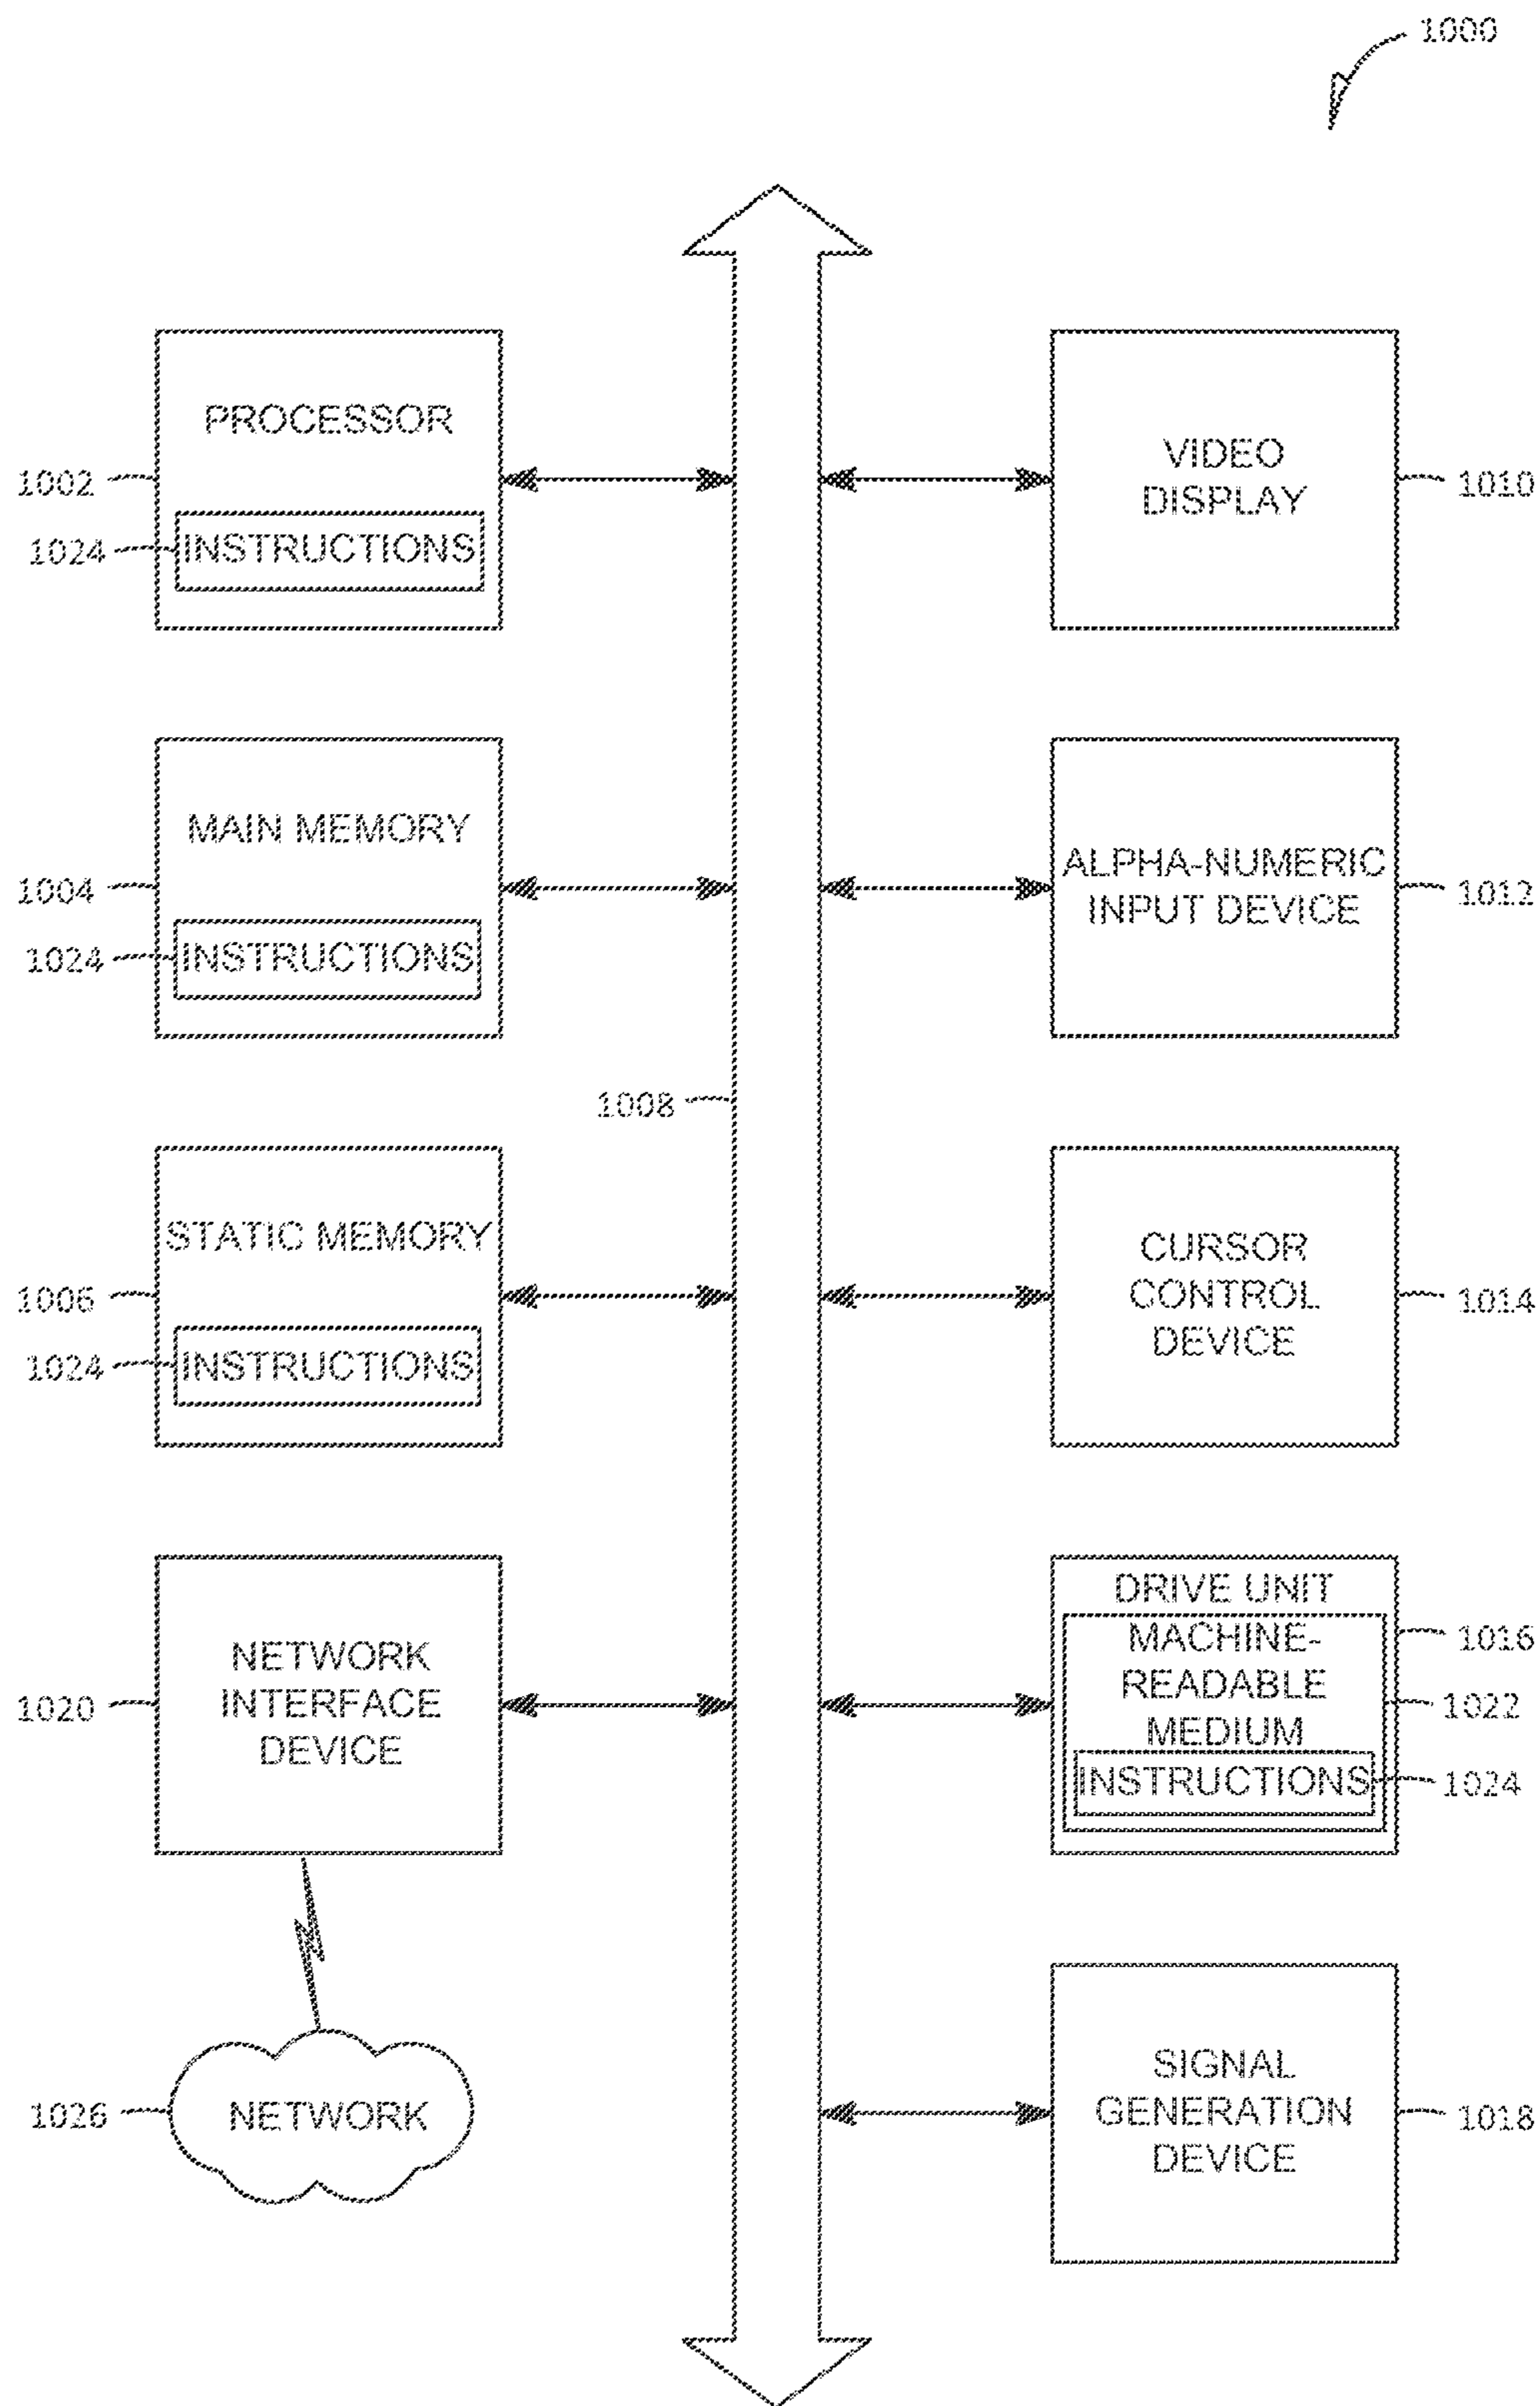 1000
PROCESSOR
1002
1024
INSTRUCTIONS
MAIN MEMORY
1004
1024
INSTRUCTIONS
1008
STATIC MEMORY
1006
1024
INSTRUCTIONS
NETWORK
INTERFACE
DEVICE
1020
NETWORK
1026
VIDEO
DISPLAY
1010
ALPHA-NUMERIC
INPUT DEVICE
1012
CURSOR
CONTROL
DEVICE
1014
DRIVE UNIT
1016
MACHINE-
READABLE
MEDIUM
1022
INSTRUCTIONS
1024
SIGNAL
GENERATION
DEVICE
1018